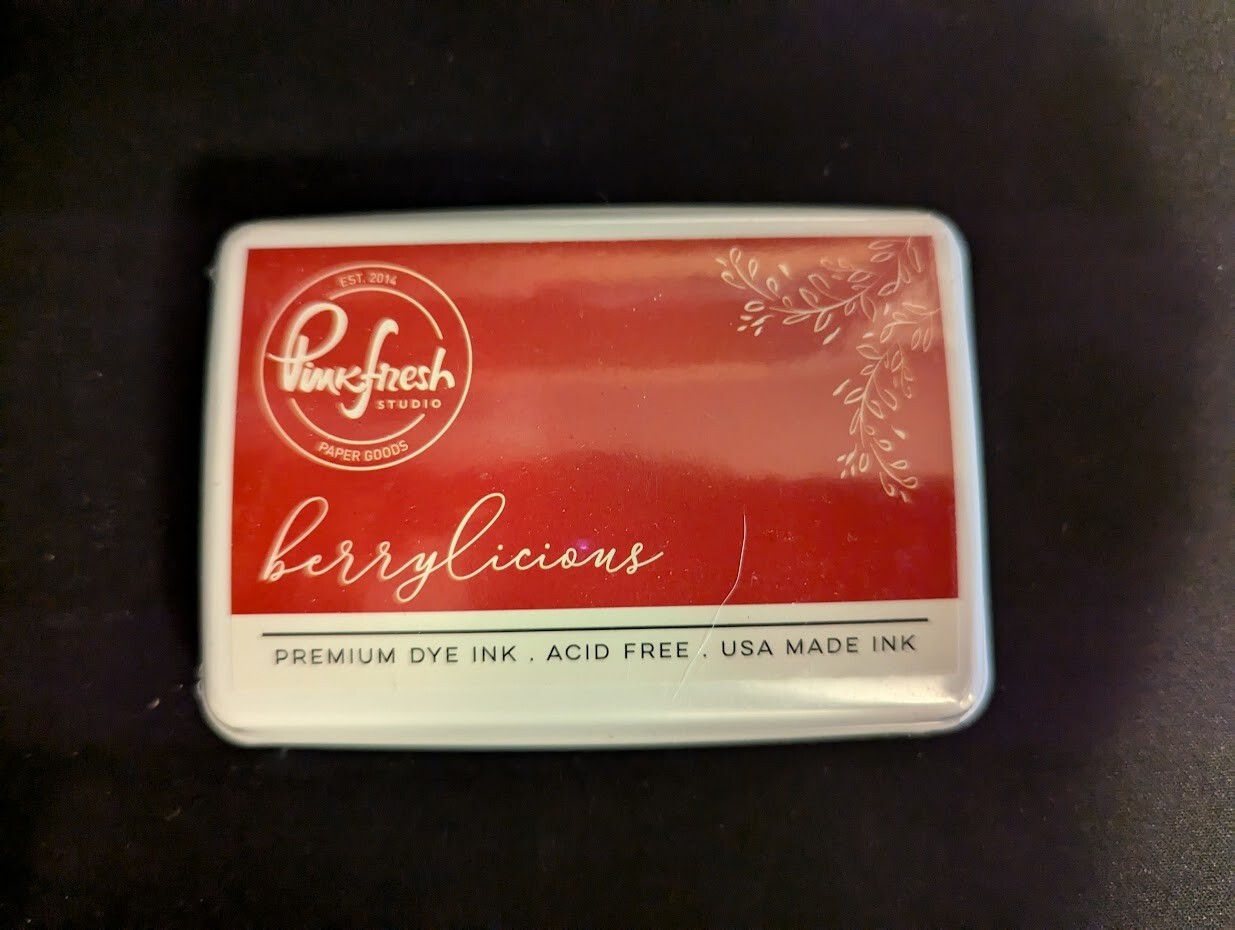 EST. 2014
Pinkfresh
STUDIO
PAPER GOODS
berrylicious
PREMIUM DYE INK . ACID FREE . USA MADE INK